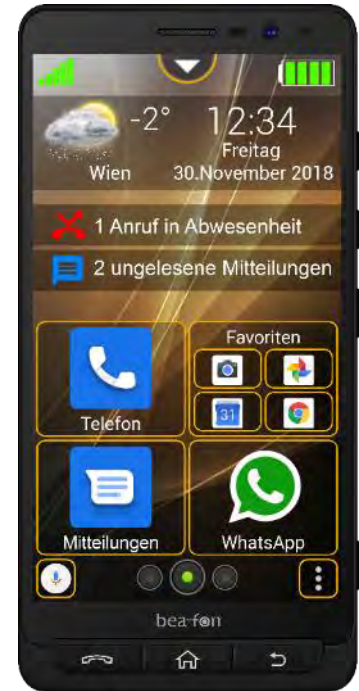 -2°
12:34
Freitag
Wien
30.November 2018
1 Anruf in Abwesenheit
2 ungelesene Mitteilungen
Telefon
Favoriten
31
Mitteilungen
WhatsApp
bea-fon